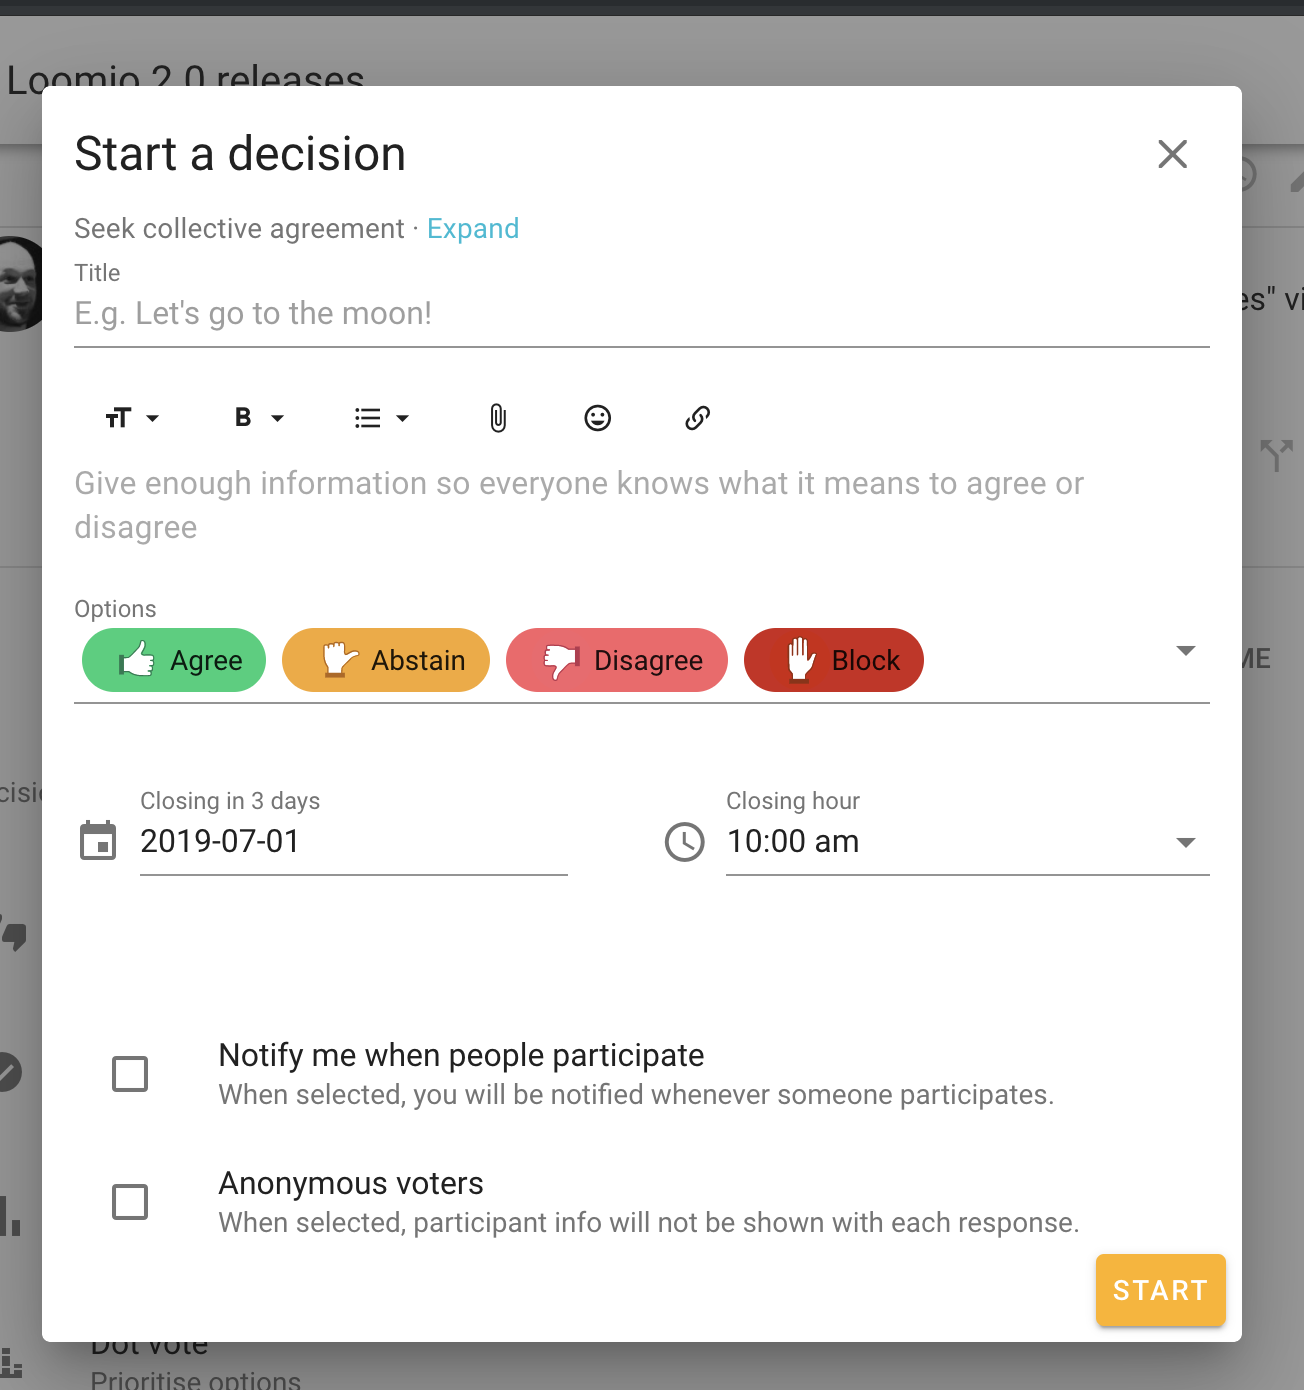 Loomio 2.0 releases
Start a decision
Seek collective agreement · Expand
Title
E.g. Let's go to the moon!
es" vi
B
Give enough information so everyone knows what it means to agree or
disagree
Options
Agree Abstain Disagree Block
ME
cisi
Closing in 3 days Closing hour
2019-07-01 10:00 am
Notify me when people participate
When selected, you will be notified whenever someone participates.
Anonymous voters
When selected, participant info will not be shown with each response.
START
Dot vote
Prioritise options